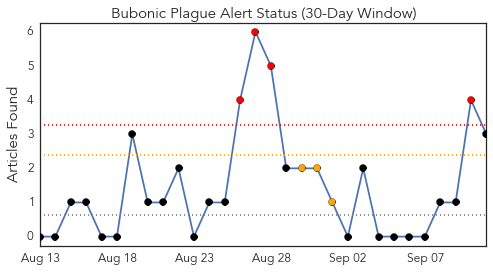 Bubonic Plague Alert Status (30-Day Window)
Articles Found
6
5
4
3
2
1
0
Aug 13 Aug 18 Aug 23 Aug 28 Sep 02 Sep 07